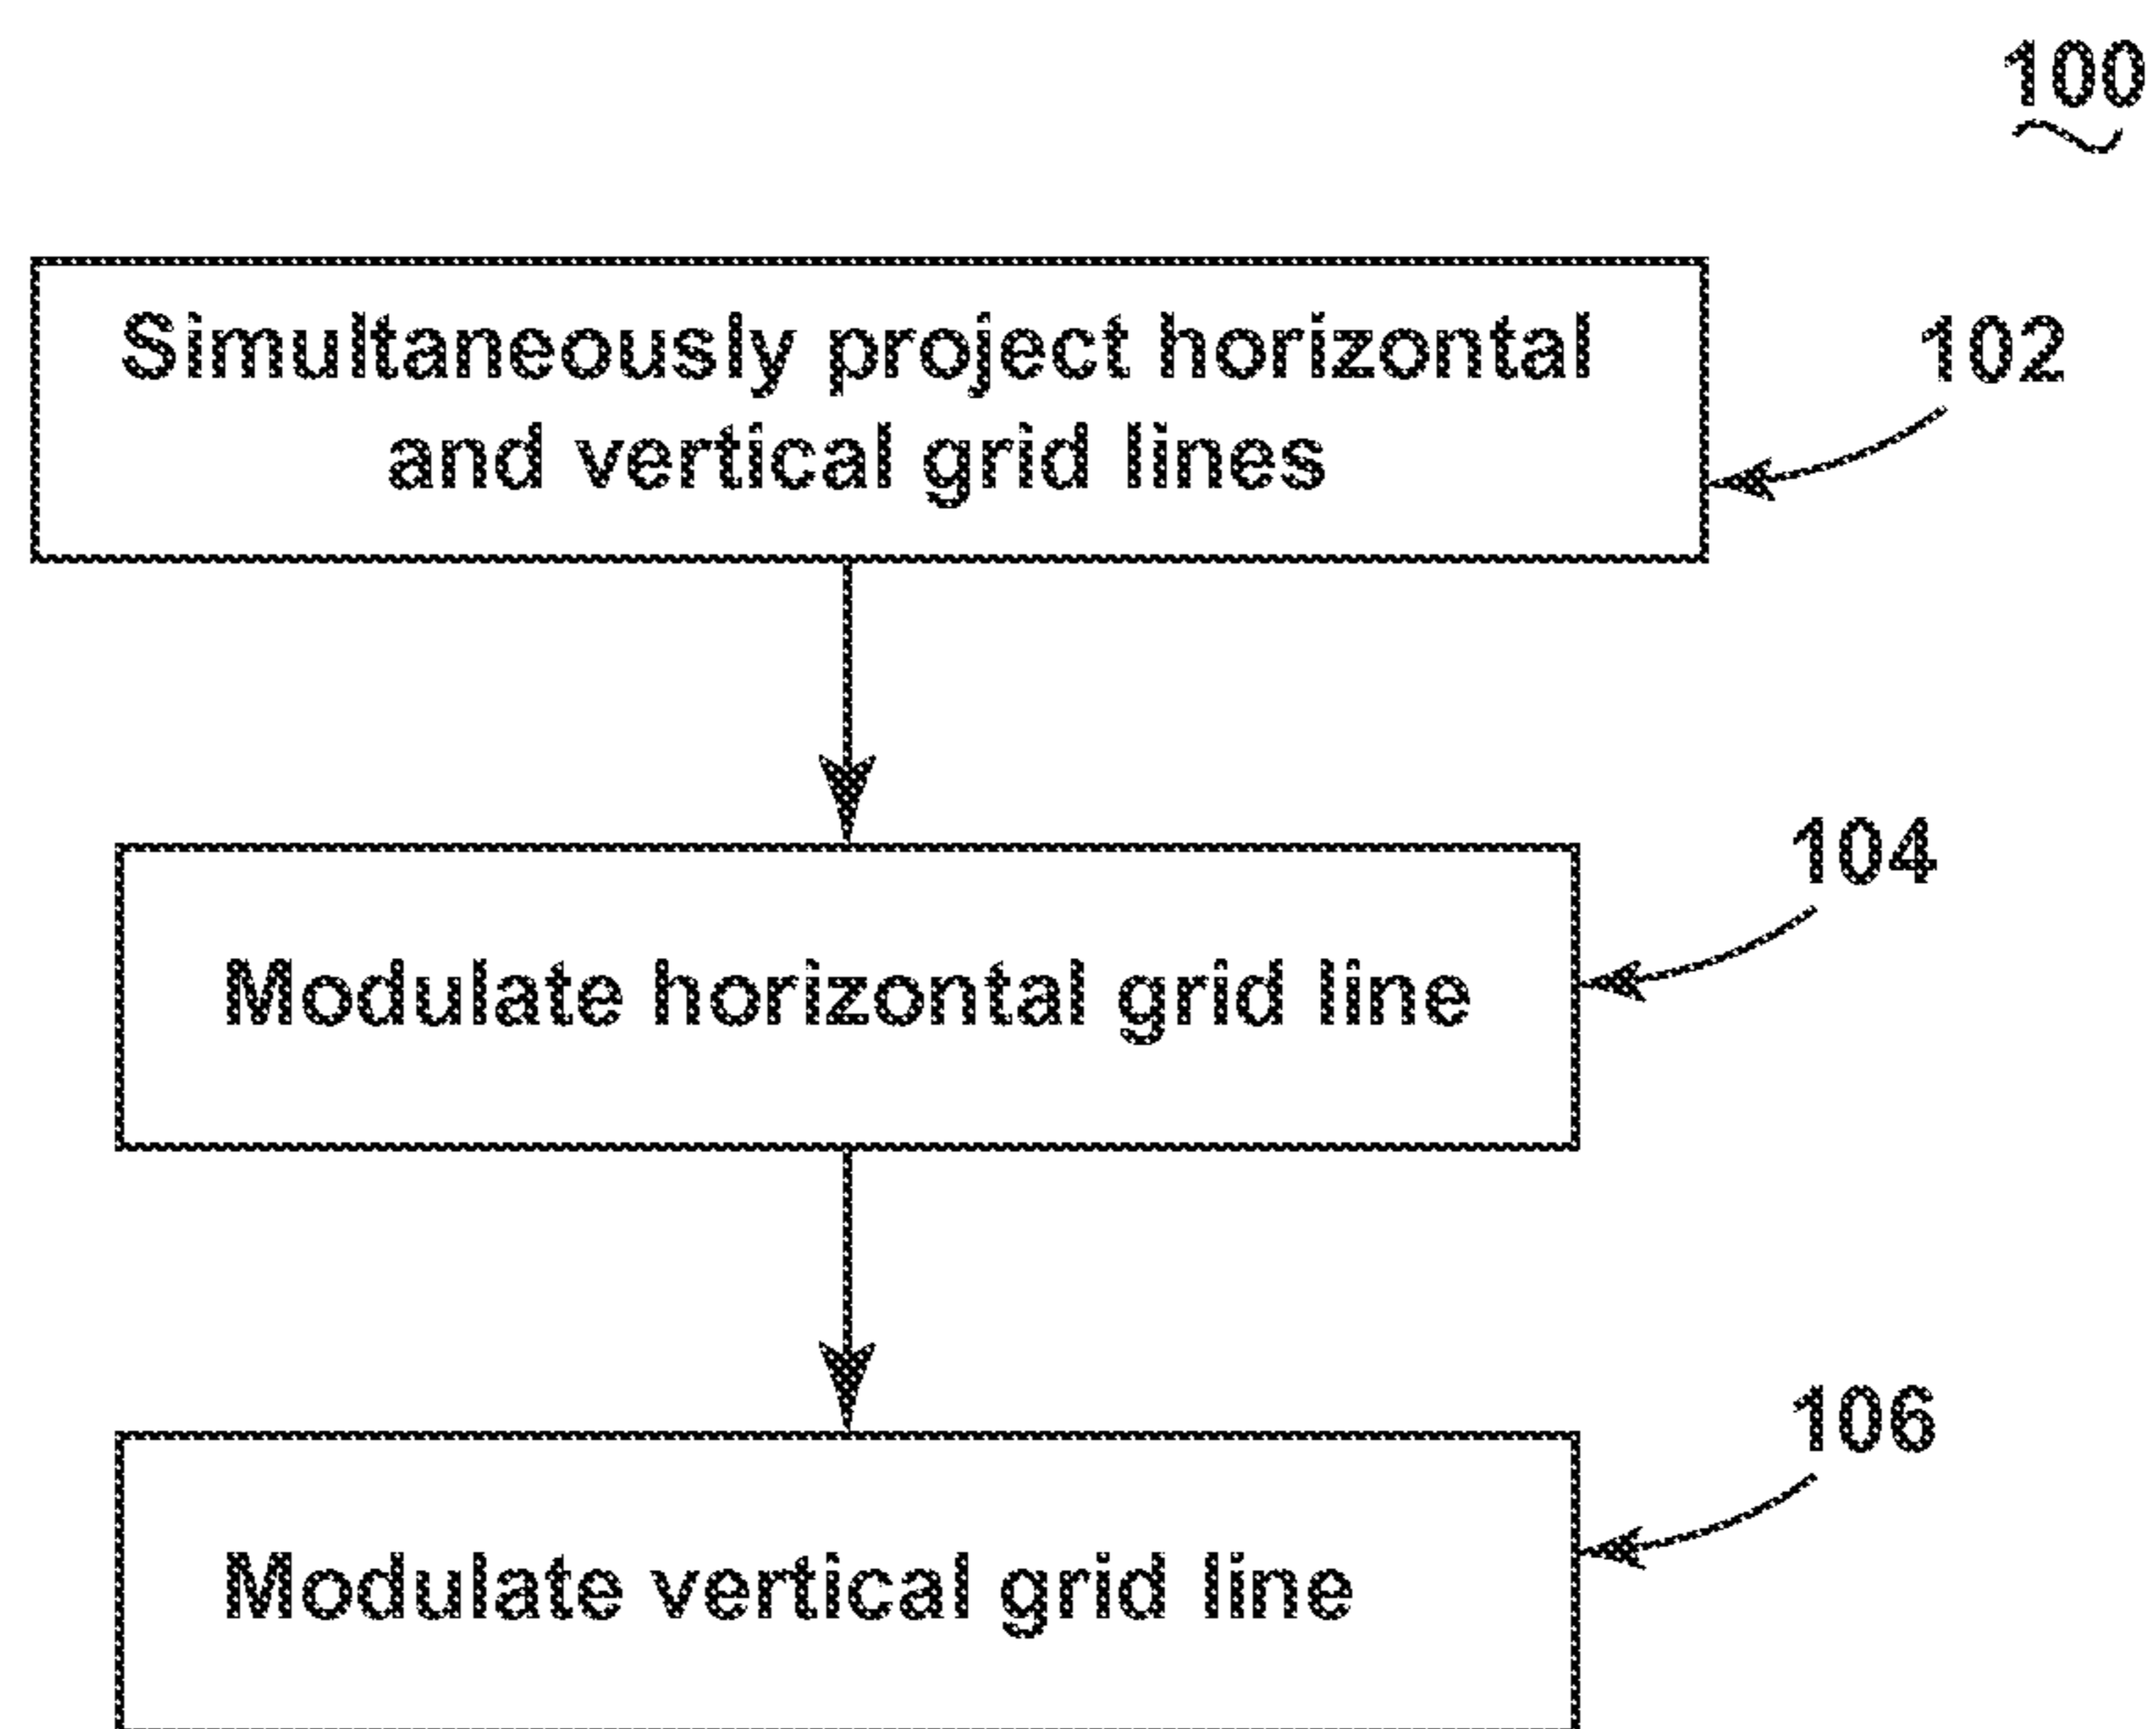 100
Simultaneously project horizontal
and vertical grid lines
102
Modulate horizontal grid line
104
Modulate vertical grid line
106